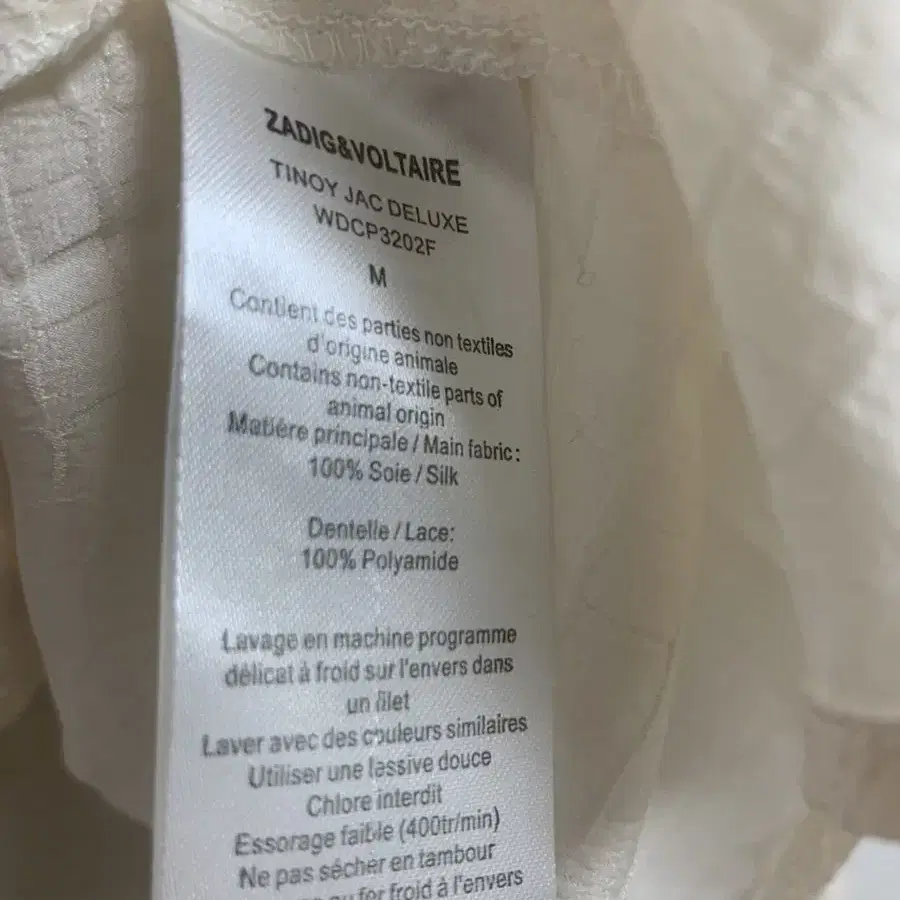 ZADIG&VOLTAIRE
TINOY JAC DELUXE
WDCP3202F
M
Contient des parties non textiles
d'origine animale
Contains non-textile parts of
animal origin
Matière principale / Main fabric:
100% Soie / Silk
Dentelle / Lace:
100% Polyamide
Lavage en machine programme
délicat à froid sur l'envers dans
un filet
Laver avec des couleurs similaires
Utiliser une lessive douce
Chlore interdit
Essorage faible (400tr/min)
Ne pas sécher en tambour
fer froid à l'envers